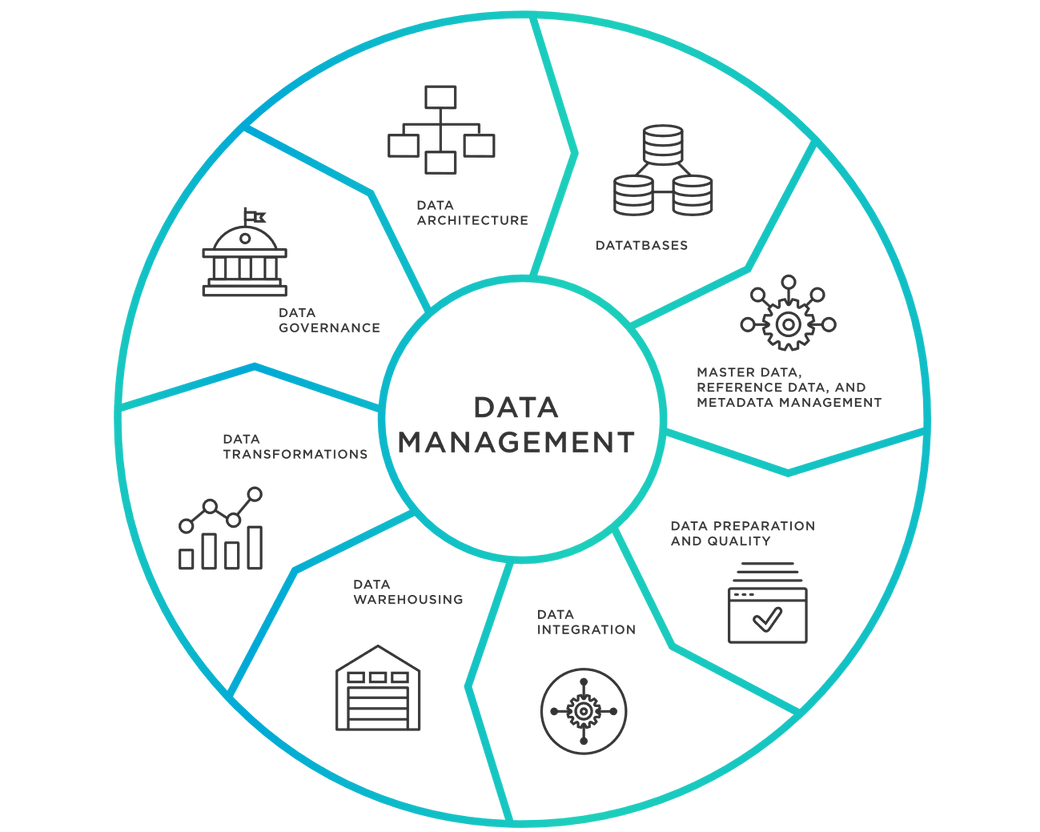 DATA
ARCHITECTURE
DATATBASES
MASTER DATA,
REFERENCE DATA, AND
METADATA MANAGEMENT
DATA PREPARATION
AND QUALITY
DATA
INTEGRATION
DATA
WAREHOUSING
DATA
TRANSFORMATIONS
DATA
GOVERNANCE
DATA
MANAGEMENT